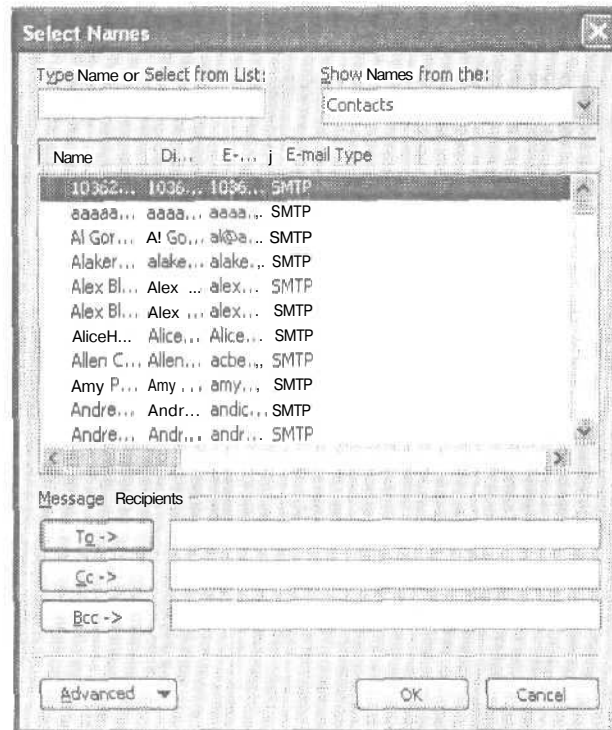 Select Names
Type Name or Select from List: Show Names from the:
Contacts
Name Di... E-... j E-mail Type
10362... 1036... 1036... SMTP
aaaaa... aaaa... aaaa... SMTP
Al Gor... A! Go... al@a... SMTP
Alaker... alake... alake... SMTP
Alex Bl... Alex ... alex... SMTP
Alex Bl... Alex ... alex... SMTP
AliceH... Alice... Alice... SMTP
Allen C... Allen... acbe... SMTP
Amy P... Amy ... amy... SMTP
Andre... Andr... andic... SMTP
Andre... Andr... andr... SMTP
Message Recipients
To ->
Cc ->
Bcc ->
Advanced OK Cancel